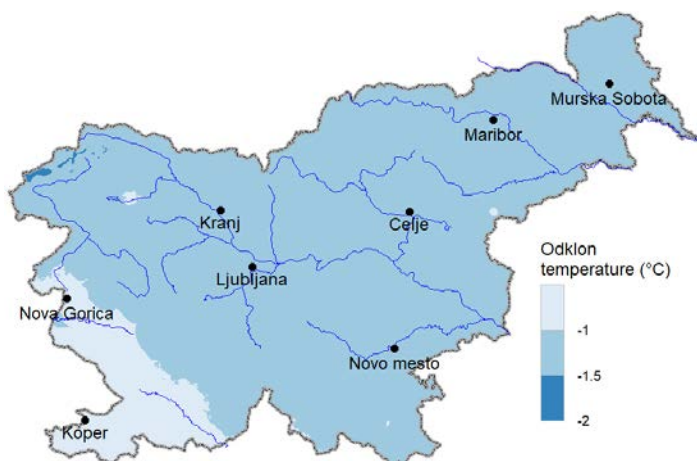 Murska Sobota
Maribor
Kranj
Celje
Ljubljana
Nova Gorica
Novo mesto
Koper
Odklon
temperature (°C)
-1
-1.5
-2